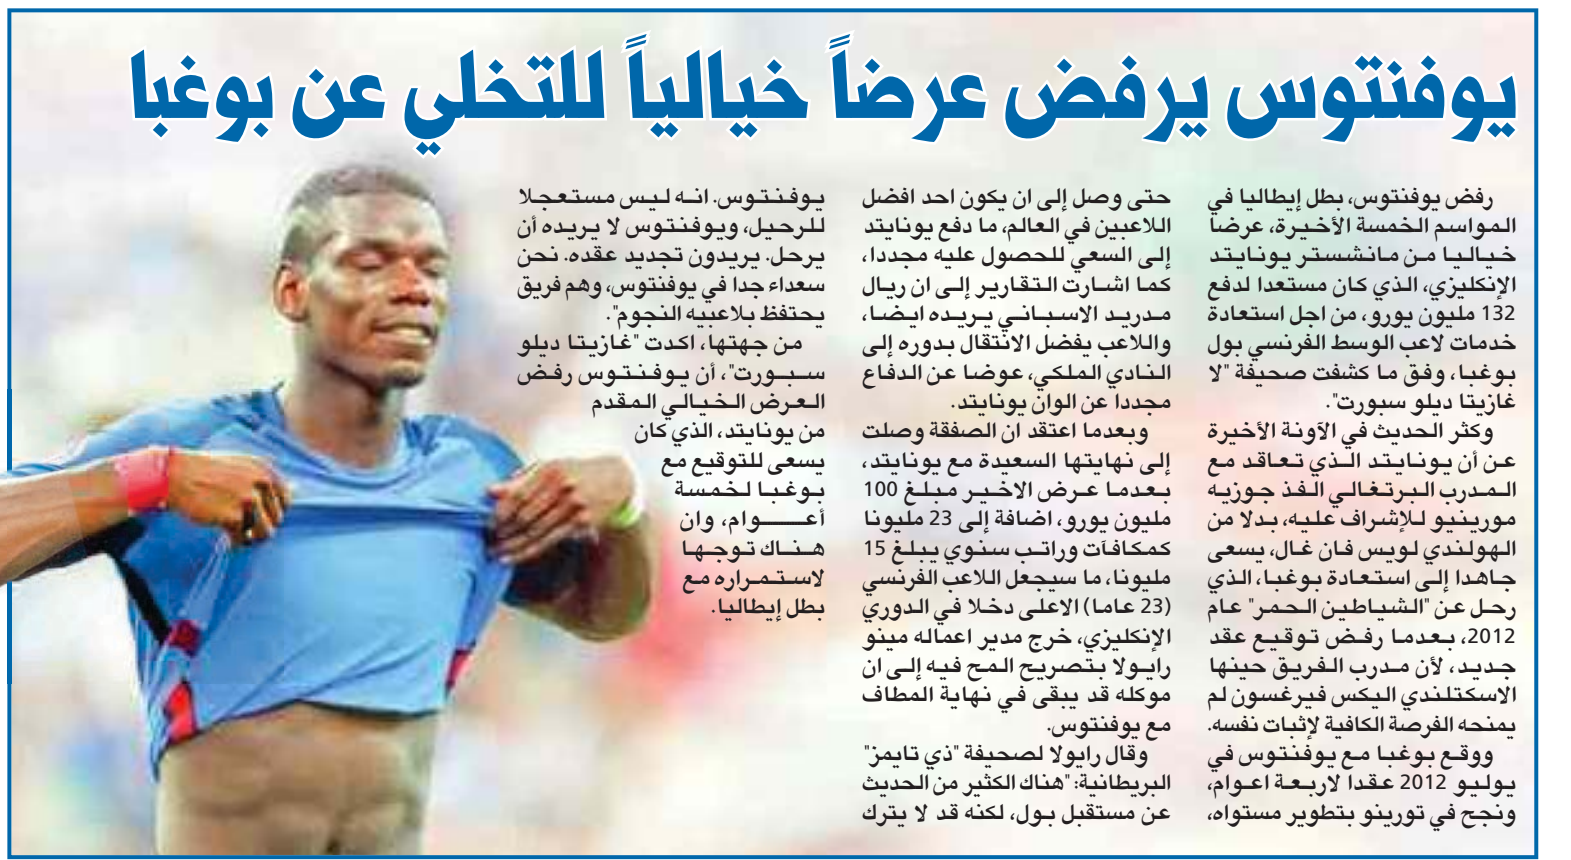 يوفنتوس يرفض عرضاً خيالياً للتخلي عن بوغبا
رفض يوفنتوس، بطل إيطاليا في
المواسم الخمسة الأخيرة، عرضا
خياليا من مانشستر يونايتد
الإنكليزي، الذي كان مستعدا لدفع
132 مليون يورو، من اجل استعادة
خدمات لاعب الوسط الفرنسي بول
بوغبا، وفق ما كشفت صحيفة "لا
غازيتا ديلو سبورت".
وكثر الحديث في الآونة الأخيرة
عن أن يونايتد الذي تعاقد مع
المدرب البرتغالي الفذ جوزيه
مورينيو للإشراف عليه، بدلا من
الهولندي لويس فان غال، يسعى
جاهدا إلى استعادة بوغبا، الذي
رحل عن "الشياطين الحمر" عام
2012، بعدما رفض توقيع عقد
جديد، لأن مدرب الفريق حينها
الاسكتلندي اليكس فيرغسون لم
يمنحه الفرصة الكافية لإثبات نفسه.
ووقع بوغبا مع يوفنتوس في
يوليو 2012 عقدا لاربعة اعوام،
ونجح في تورينو بتطوير مستواه،
حتى وصل إلى ان يكون احد افضل
اللاعبين في العالم، ما دفع يونايتد
إلى السعي للحصول عليه مجددا،
كما اشارت التقارير إلى ان ريال
مدريد الاسباني يريده ايضا،
واللاعب يفضل الانتقال بدوره إلى
النادي الملكي، عوضا عن الدفاع
مجددا عن الوان يونايتد.
وبعدما اعتقد ان الصفقة وصلت
إلى نهايتها السعيدة مع يونايتد،
بعدما عرض الاخير مبلغ 100
مليون يورو، اضافة إلى 23 مليونا
كمكافآت وراتب سنوي يبلغ 15
مليونا، ما سيجعل اللاعب الفرنسي
(23 عاما) الاعلى دخلا في الدوري
الإنكليزي، خرج مدير اعماله مينو
رايولا بتصريح المح فيه إلى ان
موكله قد يبقى في نهاية المطاف
مع يوفنتوس.
وقال رايولا لصحيفة "ذي تايمز"
البريطانية: "هناك الكثير من الحديث
عن مستقبل بول، لكنه قد لا يترك
يوفنتوس. انه ليس مستعجلا
للرحيل، ويوفنتوس لا يريده أن
يرحل. يريدون تجديد عقده. نحن
سعداء جدا في يوفنتوس، وهم فريق
يحتفظ بلاعبيه النجوم".
من جهتها، اكدت "غازيتا ديلو
سبورت"، أن يوفنتوس رفض
العرض الخيالي المقدم
من يونايتد، الذي كان
يسعى للتوقيع مع
بوغبا لخمسة
أعوام، وان
هناك توجها
لاستمراره مع
بطل إيطاليا.